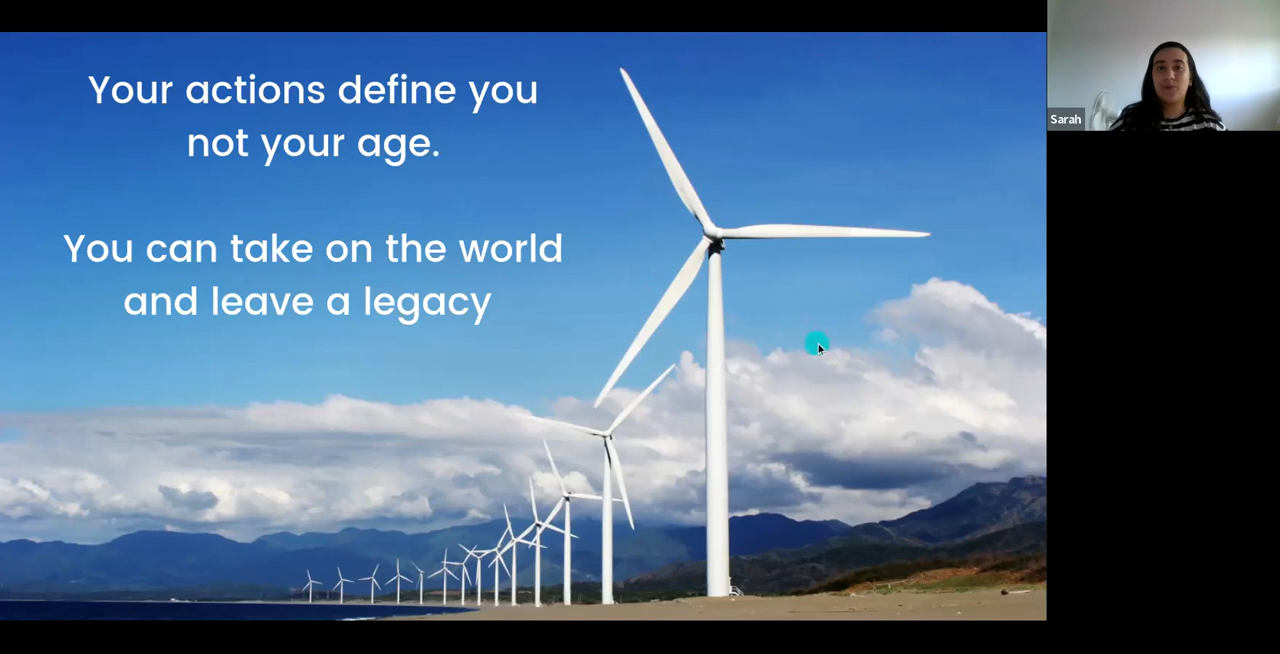 Your actions define you
not your age.
You can take on the world
and leave a legacy
Sarah